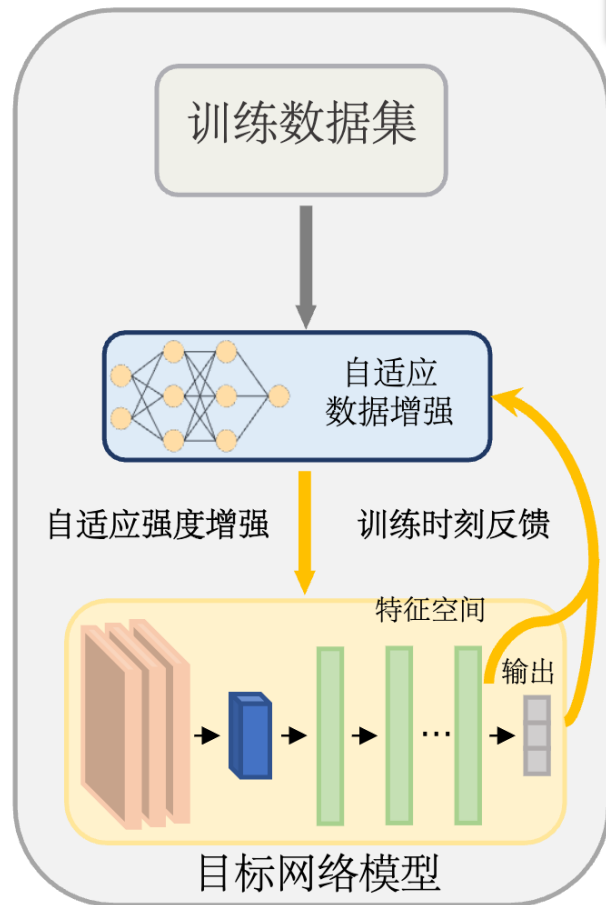 训练数据集
自适应
数据增强
自适应强度增强
训练时刻反馈
特征空间
输出
···
目标网络模型